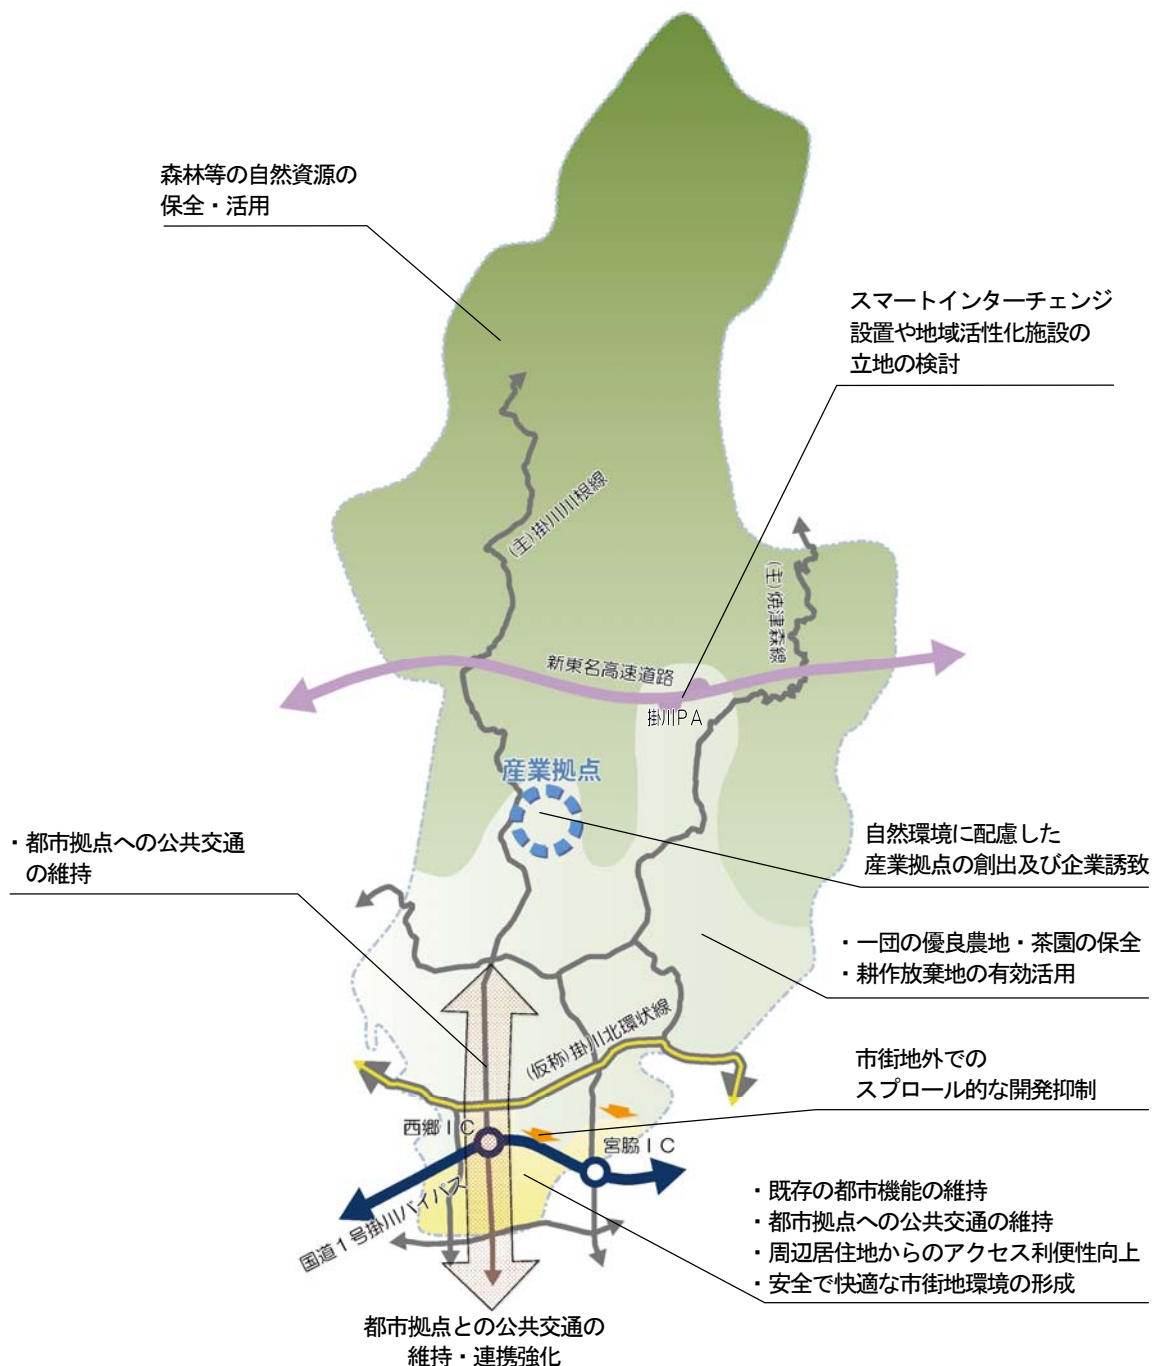 森林等の自然資源の
保全・活用
スマートインターチェンジ
設置や地域活性化施設の
立地の検討
(主)掛川川根線
(主)焼津森線
新東名高速道路
掛川PA
産業拠点
・都市拠点への公共交通
の維持
自然環境に配慮した
産業拠点の創出及び企業誘致
・一団の優良農地・茶園の保全
・耕作放棄地の有効活用
(仮称)掛川北環状線
市街地外での
スプロール的な開発抑制
西郷IC
宮脇IC
国道1号掛川バイパス
・既存の都市機能の維持
・都市拠点への公共交通の維持
・周辺居住地からのアクセス利便性向上
・安全で快適な市街地環境の形成
都市拠点との公共交通の
維持・連携強化